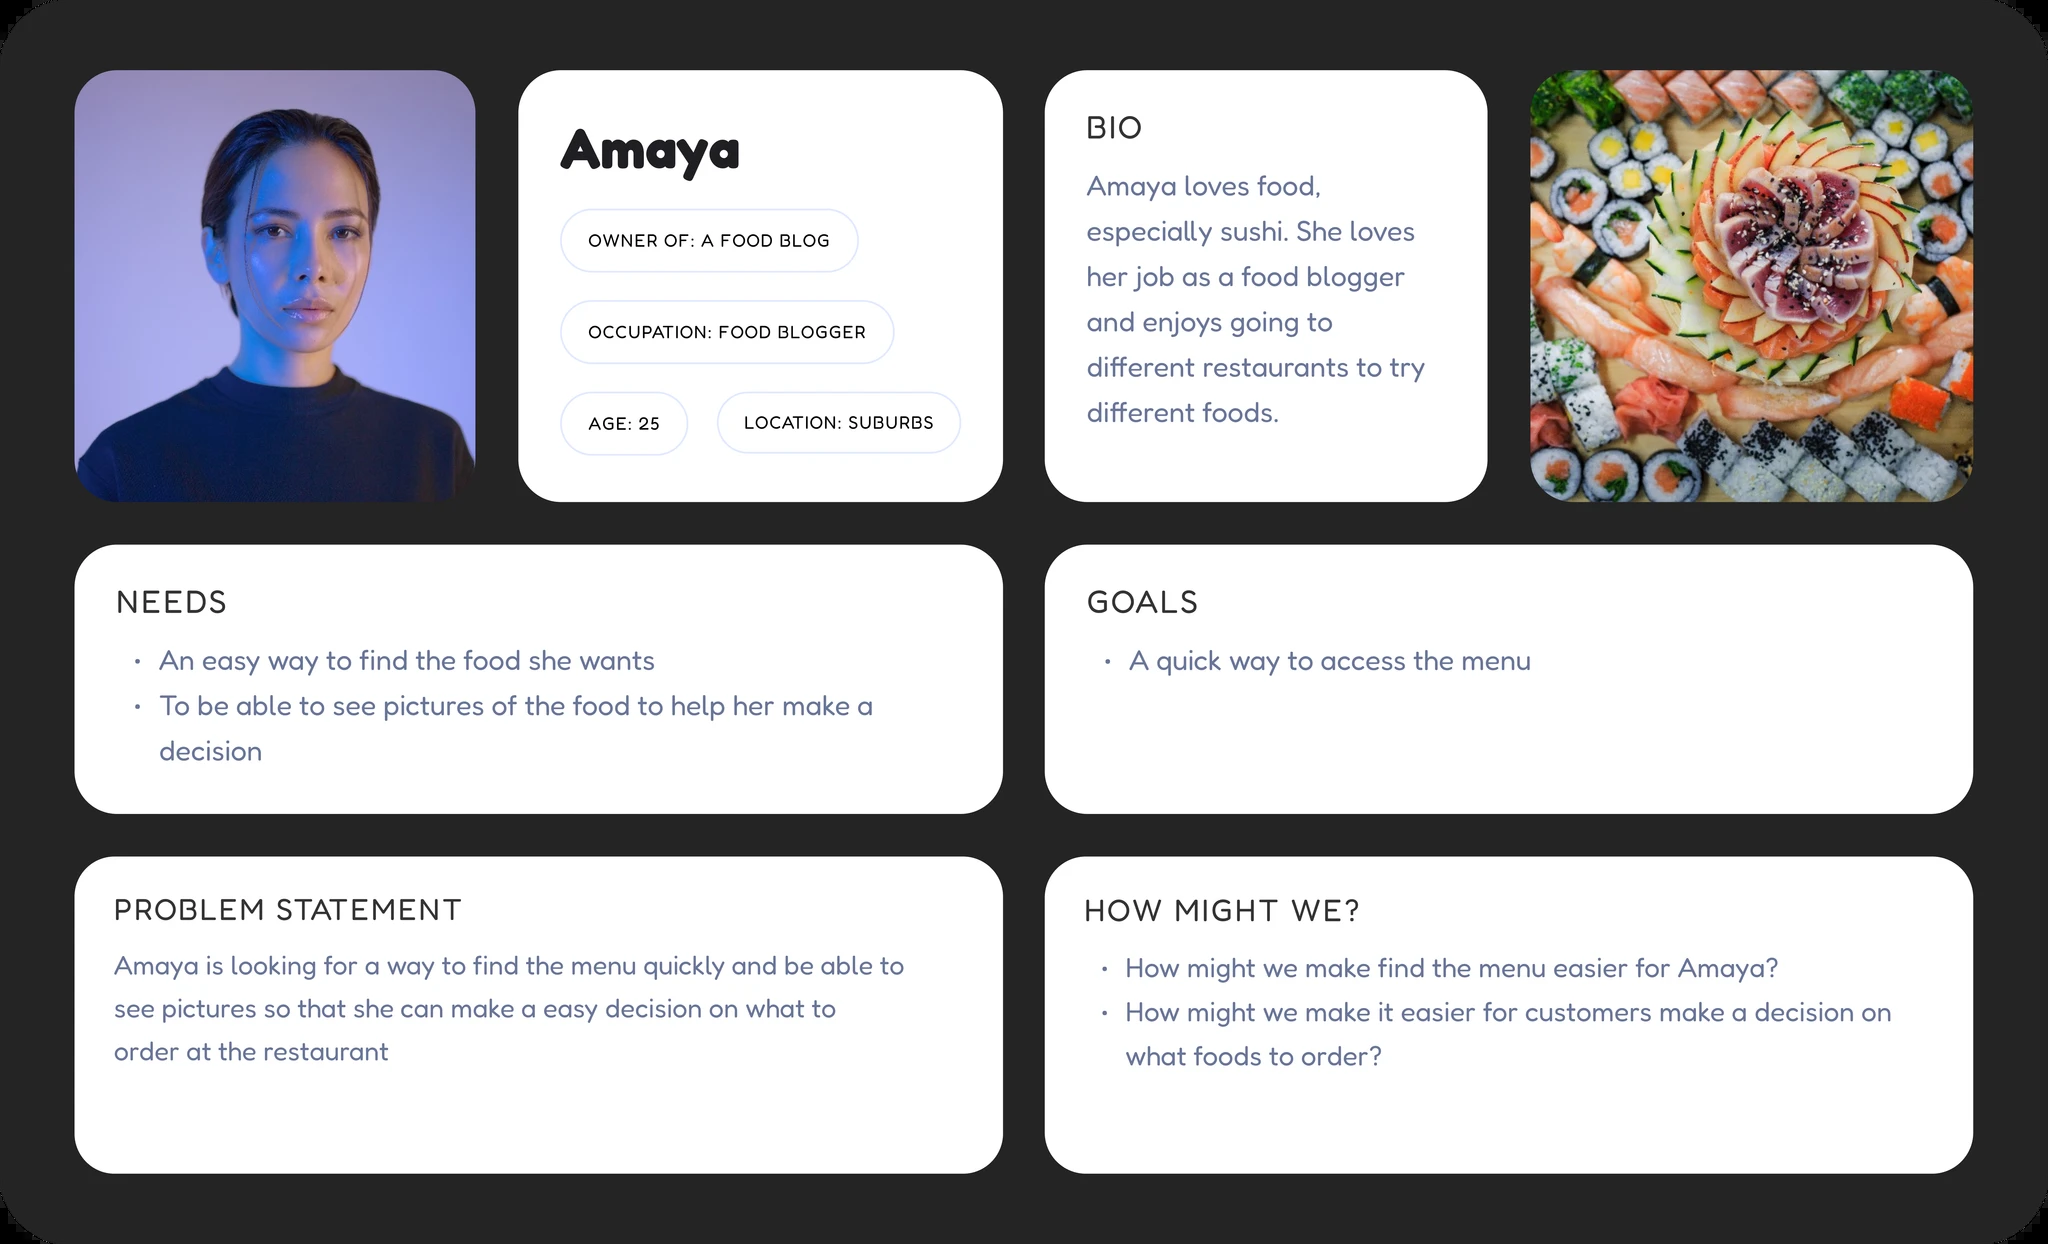 Amaya
OWNER OF: A FOOD BLOG
OCCUPATION: FOOD BLOGGER
AGE: 25
LOCATION: SUBURBS
BIO
Amaya loves food,
especially sushi. She loves
her job as a food blogger
and enjoys going to
different restaurants to try
different foods.
NEEDS
• An easy way to find the food she wants
• To be able to see pictures of the food to help her make a
decision
GOALS
• A quick way to access the menu
PROBLEM STATEMENT
Amaya is looking for a way to find the menu quickly and be able to
see pictures so that she can make a easy decision on what to
order at the restaurant
HOW MIGHT WE?
• How might we make find the menu easier for Amaya?
• How might we make it easier for customers make a decision on
what foods to order?